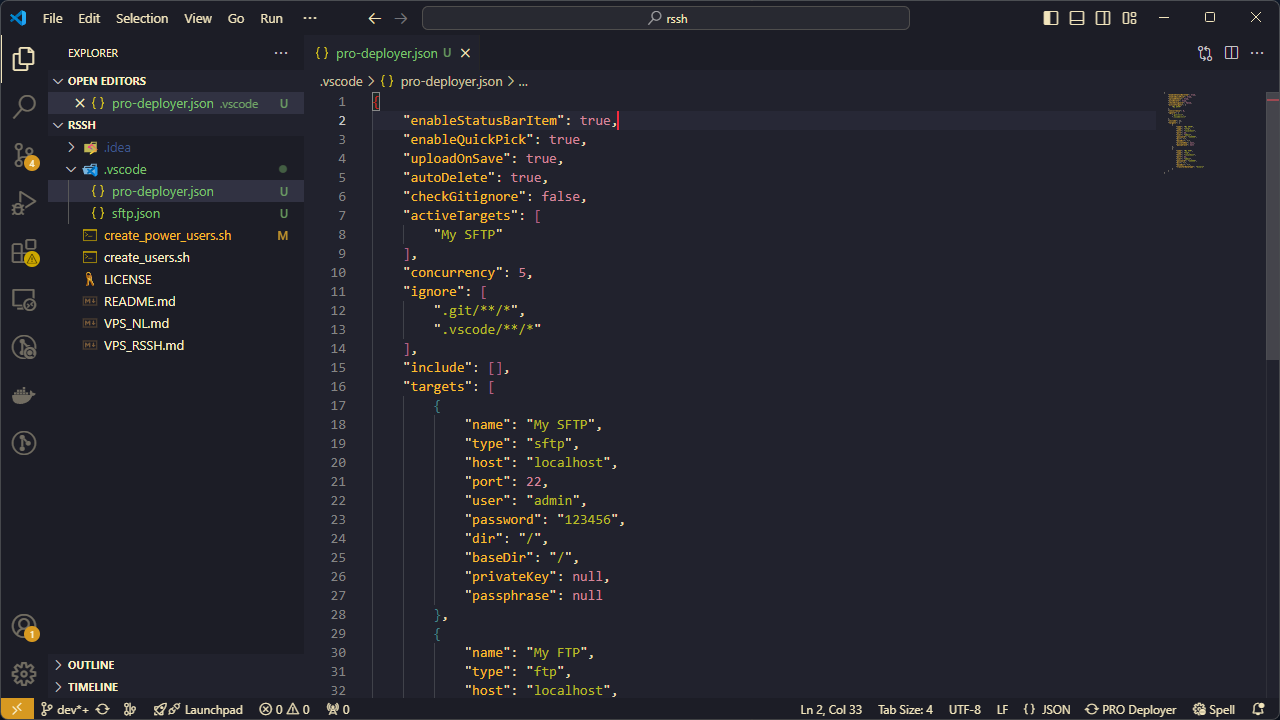 File Edit Selection View Go Run ···
rssh
EXPLORER
OPEN EDITORS
pro-deployer.json .vscode U
RSSH
.idea
.vscode
pro-deployer.json U
sftp.json U
create_power_users.sh M
create_users.sh
LICENSE
README.md
VPS_NL.md
VPS_RSSH.md
OUTLINE
TIMELINE
4
1
{} pro-deployer.json U
.vscode > {} pro-deployer.json > ...
1 {
2 "enableStatusBarItem": true,
3 "enableQuickPick": true,
4 "uploadOnSave": true,
5 "autoDelete": true,
6 "checkGitignore": false,
7 "activeTargets": [
8 "My SFTP"
9 ],
10 "concurrency": 5,
11 "ignore": [
12 ".git/**/*",
13 ".vscode/**/*"
14 ],
15 "include": [],
16 "targets": [
17 {
18 "name": "My SFTP",
19 "type": "sftp",
20 "host": "localhost",
21 "port": 22,
22 "user": "admin",
23 "password": "123456",
24 "dir": "/",
25 "baseDir": "/",
26 "privateKey": null,
27 "passphrase": null
28 },
29 {
30 "name": "My FTP",
31 "type": "ftp",
32 "host": "localhost",
dev*+ Launchpad 0 0 0 Ln 2, Col 33 Tab Size: 4 UTF-8 LF {} JSON PRO Deployer Spell